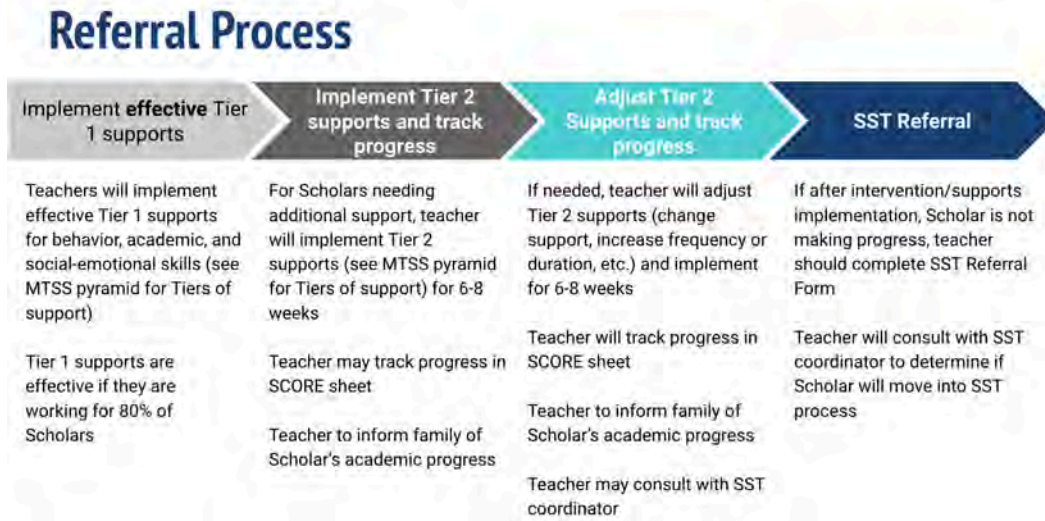 Referral Process
Implement effective Tier
1 supports
Implement Tier 2
supports and track
progress
Adjust Tier 2
Supports and track
progress
SST Referral
Teachers will implement
effective Tier 1 supports
for behavior, academic, and
social-emotional skills (see
MTSS pyramid for Tiers of
support)
Tier 1 supports are
effective if they are
working for 80% of
Scholars
For Scholars needing
additional support, teacher
will implement Tier 2
supports (see MTSS pyramid
for Tiers of support) for 6-8
weeks
Teacher may track progress in
SCORE sheet
Teacher to inform family of
Scholar's academic progress
If needed, teacher will adjust
Tier 2 supports (change
support, increase frequency or
duration, etc.) and implement
for 6-8 weeks
Teacher will track progress in
SCORE sheet
Teacher to inform family of
Scholar's academic progress
Teacher may consult with SST
coordinator
If after intervention/supports
implementation, Scholar is not
making progress, teacher
should complete SST Referral
Form
Teacher will consult with SST
coordinator to determine if
Scholar will move into SST
process